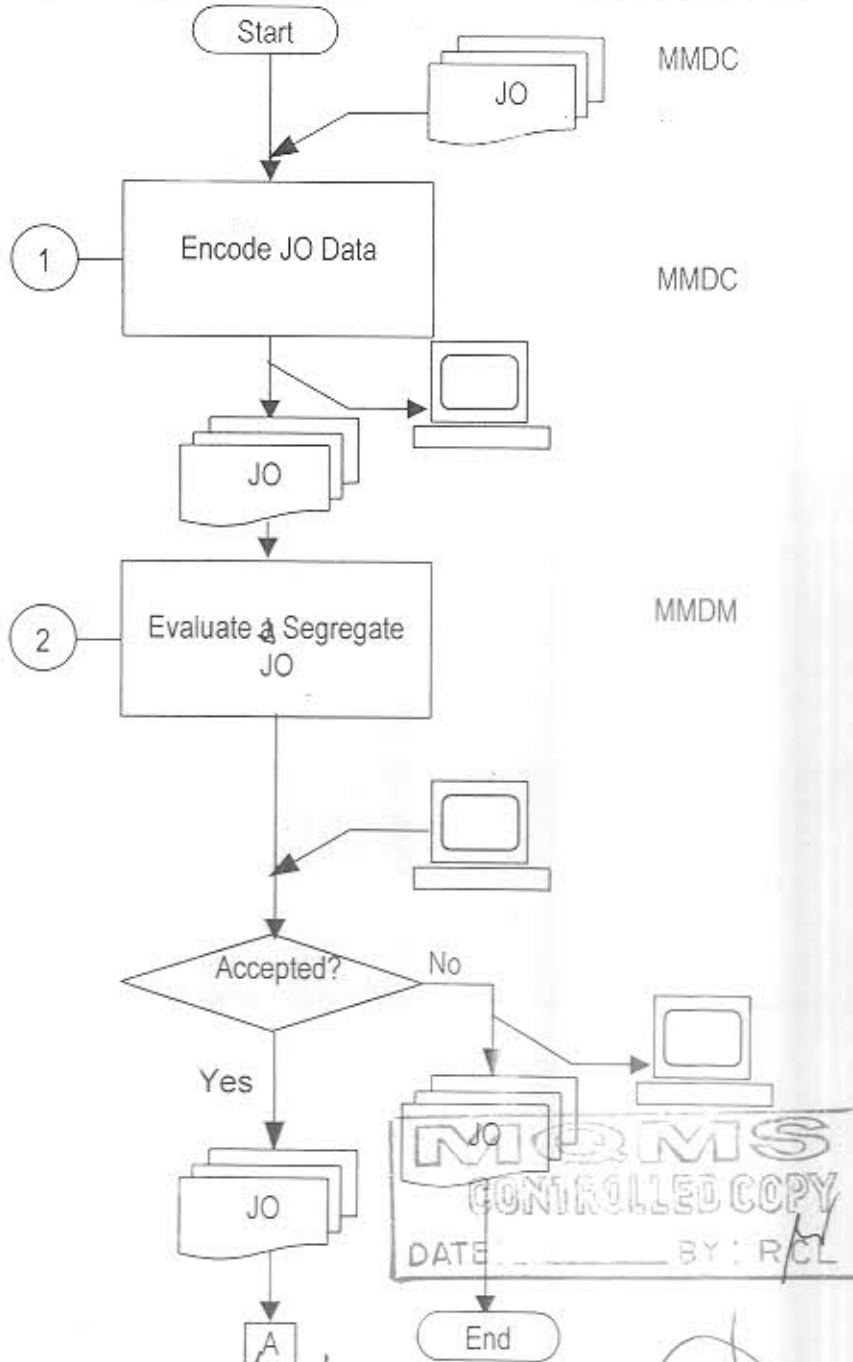 Start
JO
MMDC
1
Encode JO Data
MMDC
JO
2
Evaluate & Segregate
JO
MMDM
Accepted?
No
Yes
JO
JO
MQMS
CONTROLLED COPY
DATE: BY: RCL
A
End